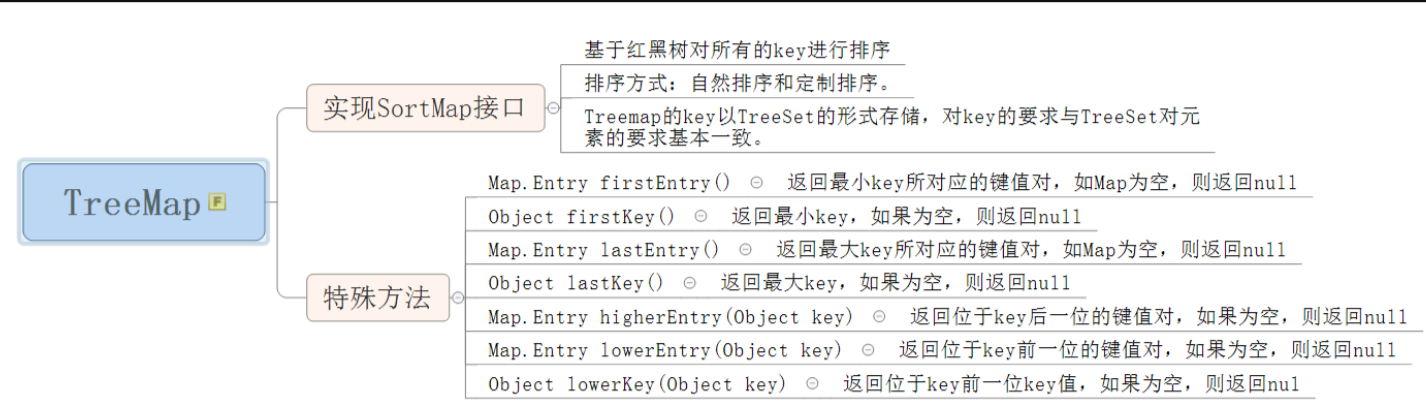 基于红黑树对所有的key进行排序
排序方式：自然排序和定制排序。
实现SortMap接口
Treemap的key以TreeSet的形式存储，对key的要求与TreeSet对元
素的要求基本一致。
TreeMap F
Map.Entry firstEntry() 返回最小key所对应的键值对，如Map为空，则返回null
Object firstKey() 返回最小key，如果为空，则返回null
Map.Entry lastEntry() 返回最大key所对应的键值对，如Map为空，则返回null
特殊方法
Object lastKey() 返回最大key，如果为空，则返回null
Map.Entry higherEntry(Object key) 返回位于key后一位的键值对，如果为空，则返回null
Map.Entry lowerEntry(Object key) 返回位于key前一位的键值对，如果为空，则返回null
Object lowerKey(Object key) 返回位于key前一位key值，如果为空，则返回nul